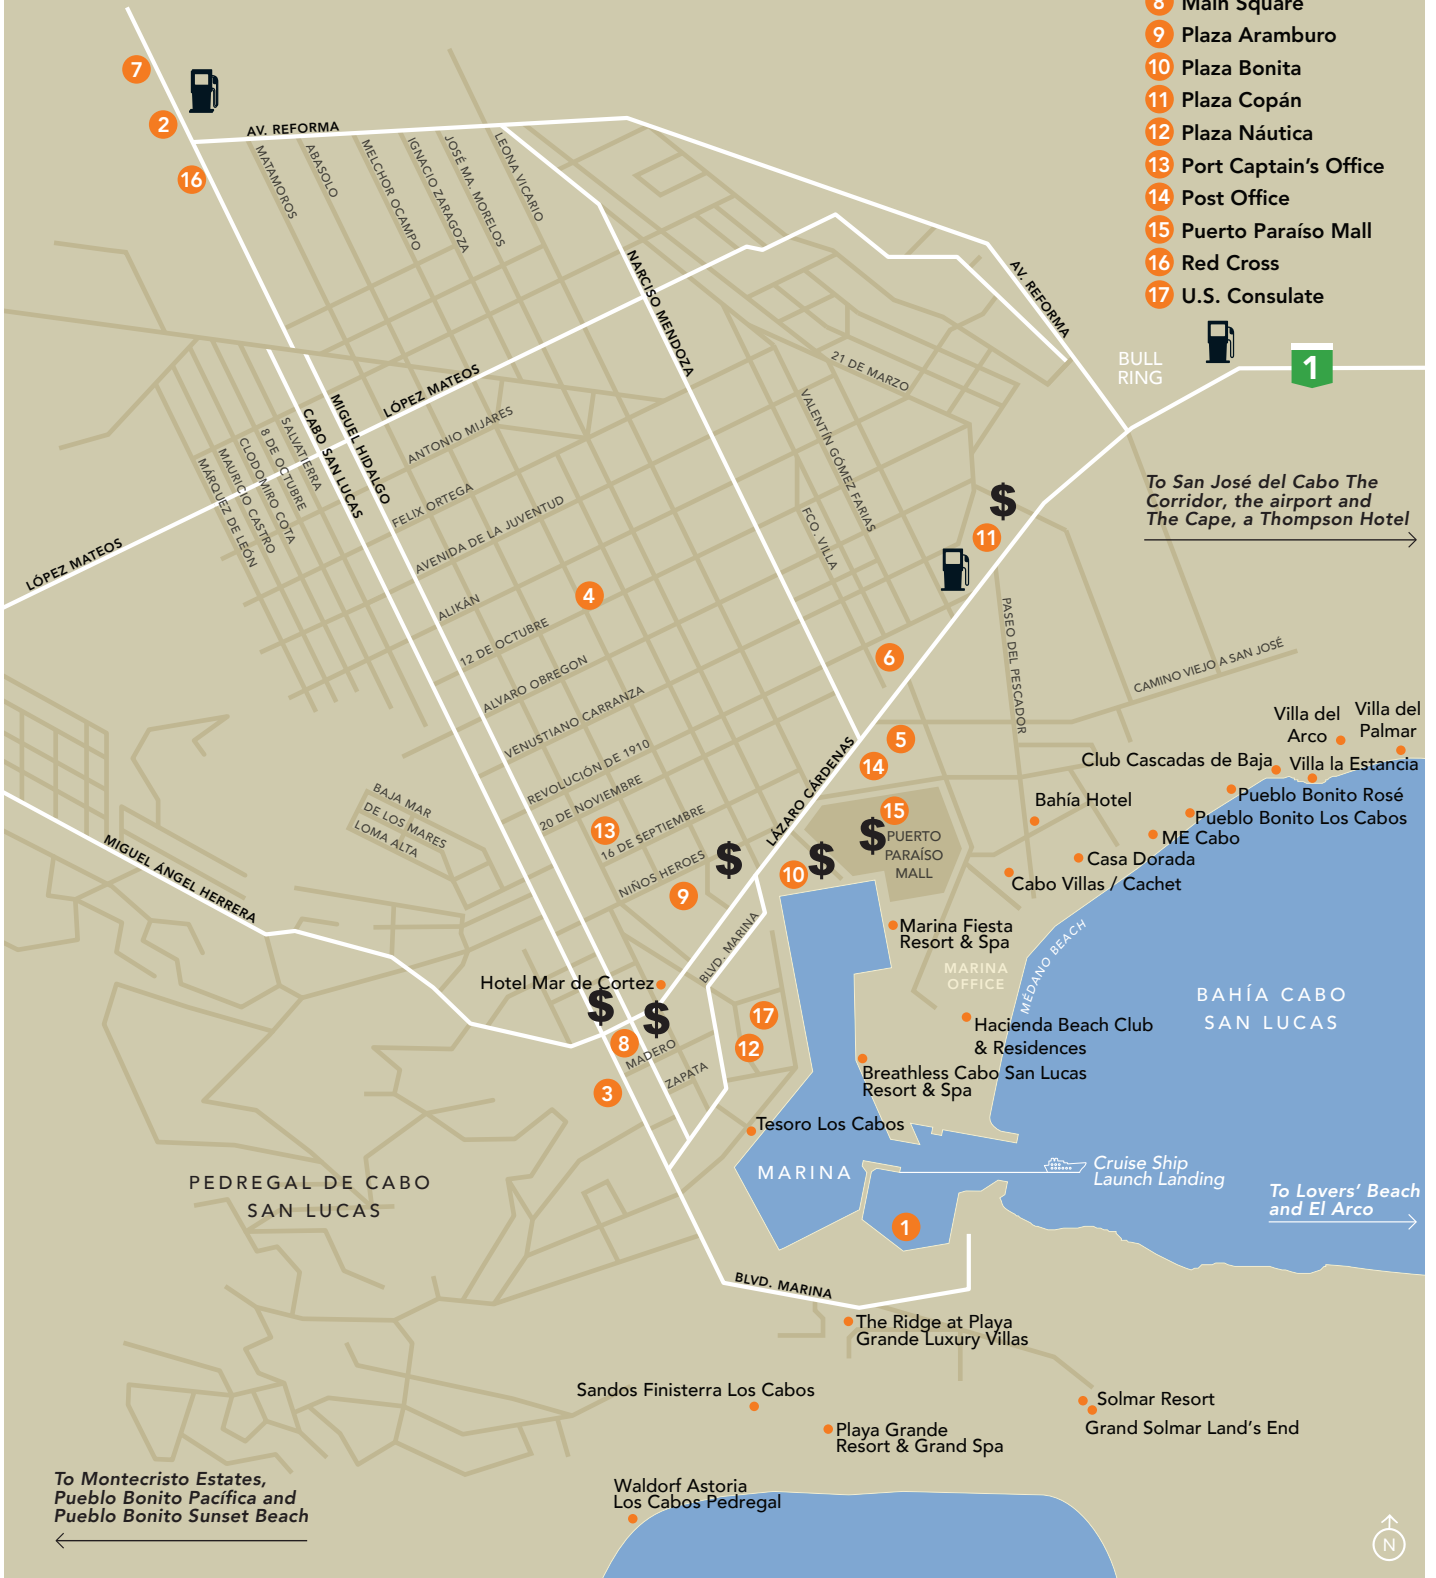 8 Main Square
9 Plaza Aramburo
10 Plaza Bonita
11 Plaza Copán
12 Plaza Náutica
13 Port Captain's Office
14 Post Office
15 Puerto Paraíso Mall
16 Red Cross
17 U.S. Consulate
7
2
16
AV. REFORMA
MATAMOROS
ABASOLO
MELCHOR OCAMPO
IGNACIO ZARAGOZA
JOSÉ MA. MORELOS
LEONA VICARIO
NARCISO MENDOZA
AV. REFORMA
BULL
RING
1
21 DE MARZO
VALENTÍN GÓMEZ FARIAS
FCO. VILLA
LÓPEZ MATEOS
MIGUEL HIDALGO
CABO SAN LUCAS
SALVATIERRA
8 DE OCTUBRE
CLODOMIRO COTA
MAURICIO CASTRO
MÁRQUEZ DE LEÓN
LÓPEZ MATEOS
ANTONIO MIJARES
FELIX ORTEGA
AVENIDA DE LA JUVENTUD
ALIKÁN
12 DE OCTUBRE
ALVARO OBREGON
VENUSTIANO CARRANZA
REVOLUCIÓN DE 1910
20 DE NOVIEMBRE
16 DE SEPTIEMBRE
NIÑOS HEROES
4
$
11
6
To San José del Cabo The
Corridor, the airport and
The Cape, a Thompson Hotel
PASEO DEL PESCADOR
CAMINO VIEJO A SAN JOSÉ
LÁZARO CÁRDENAS
5
14
15
$
PUERTO
PARAÍSO
MALL
13
$
$
10
9
Villa del
Arco
Villa del
Palmar
Club Cascadas de Baja
Villa la Estancia
Pueblo Bonito Rosé
Bahía Hotel
Pueblo Bonito Los Cabos
ME Cabo
Casa Dorada
Cabo Villas / Cachet
BAJA MAR
DE LOS MARES
LOMA ALTA
MIGUEL ÁNGEL HERRERA
BLVD. MARINA
Marina Fiesta
Resort & Spa
MARINA
OFFICE
MÉDANO BEACH
BAHÍA CABO
SAN LUCAS
Hotel Mar de Cortez
$
$
8
MADERO
ZAPATA
3
17
12
Hacienda Beach Club
& Residences
Breathless Cabo San Lucas
Resort & Spa
Tesoro Los Cabos
MARINA
Cruise Ship
Launch Landing
To Lovers' Beach
and El Arco
1
PEDREGAL DE CABO
SAN LUCAS
BLVD. MARINA
The Ridge at Playa
Grande Luxury Villas
Sandos Finisterra Los Cabos
Solmar Resort
Grand Solmar Land's End
Playa Grande
Resort & Grand Spa
To Montecristo Estates,
Pueblo Bonito Pacífica and
Pueblo Bonito Sunset Beach
Waldorf Astoria
Los Cabos Pedregal
N